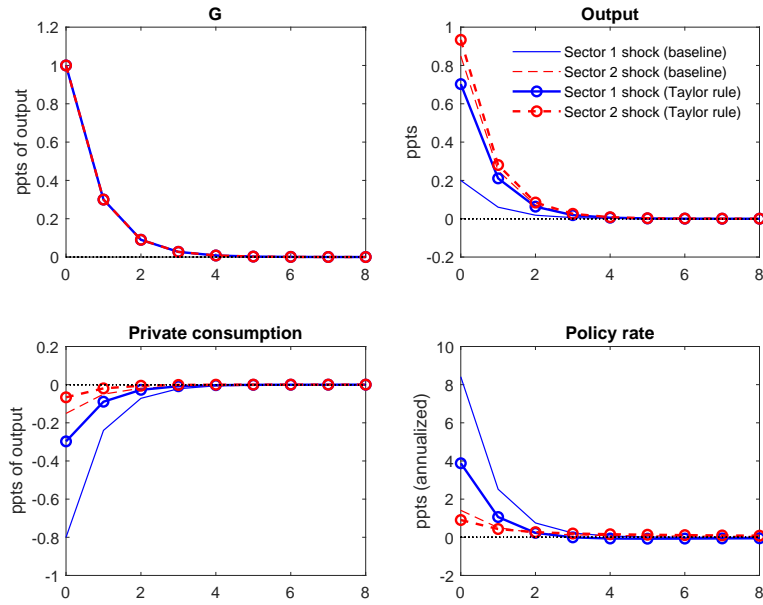 G
ppts of output
1.2
1
0.8
0.6
0.4
0.2
0
0 2 4 6 8
Output
ppts
1
0.8
0.6
0.4
0.2
0
-0.2
0 2 4 6 8
Sector 1 shock (baseline)
Sector 2 shock (baseline)
Sector 1 shock (Taylor rule)
Sector 2 shock (Taylor rule)
Private consumption
ppts of output
0.2
0
-0.2
-0.4
-0.6
-0.8
-1
0 2 4 6 8
Policy rate
ppts (annualized)
10
8
6
4
2
0
-2
0 2 4 6 8